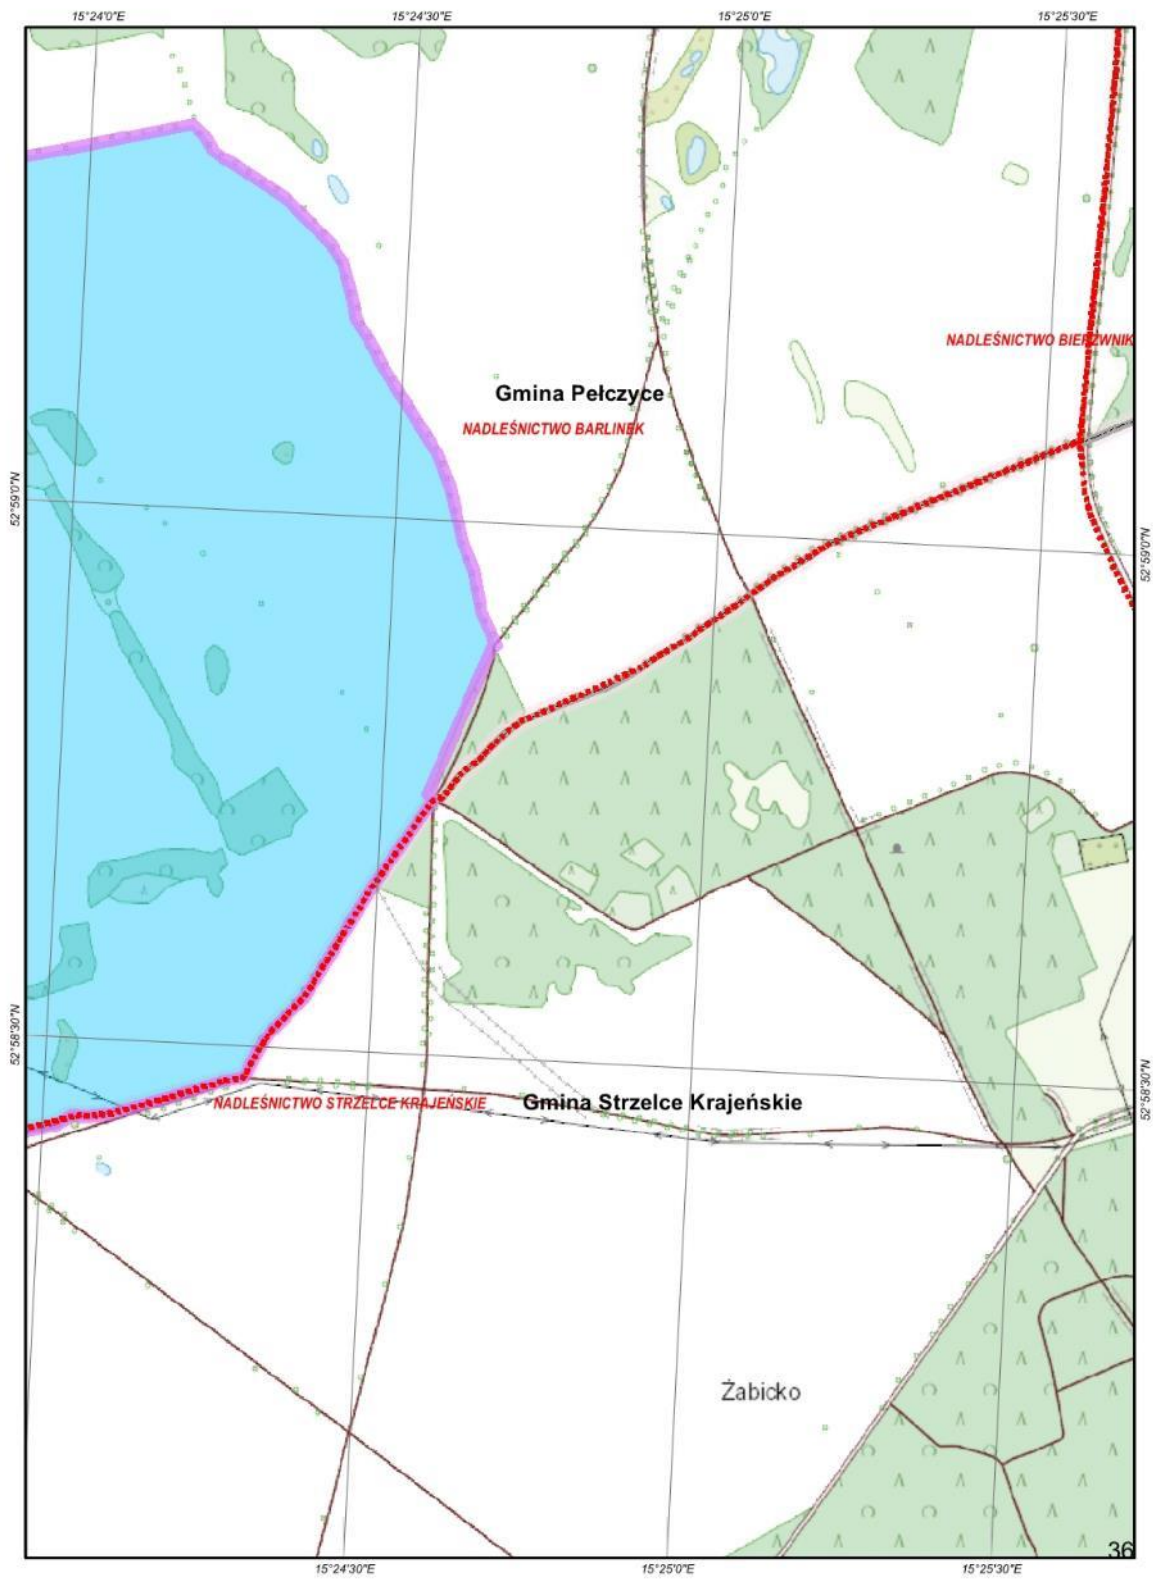 15°24'0"E
15°24'30"E
15°25'0"E
15°25'30"E
NADLEŚNICTWO BIERZWNIK
Gmina Pełczyce
NADLEŚNICTWO BARLINEK
52°59'0"N
52°59'0"N
52°58'30"N
52°58'30"N
NADLEŚNICTWO STRZELCE KRAJEŃSKIE
Gmina Strzelce Krajeńskie
Żabicko
36
15°24'30"E
15°25'0"E
15°25'30"E